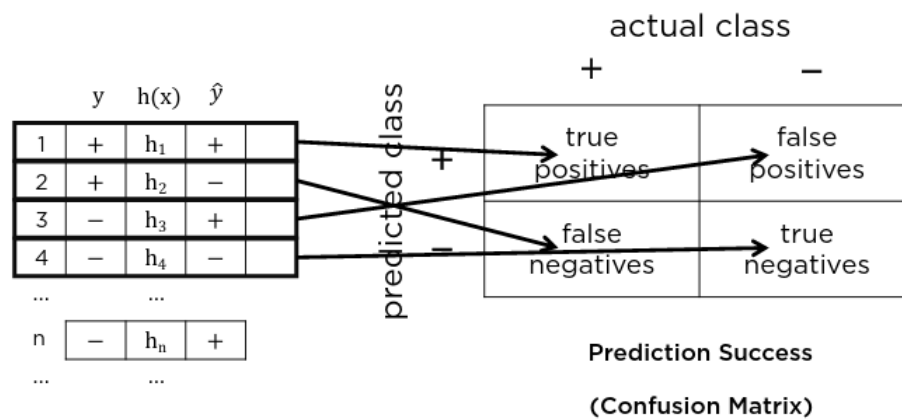 actual class
+ −
y h(x) ŷ
1 + h₁ +
2 + h₂ −
3 − h₃ +
4 − h₄ −
... ...
n − hₙ +
... ...
predicted class
+
−
true
positives
false
positives
false
negatives
true
negatives
Prediction Success
(Confusion Matrix)